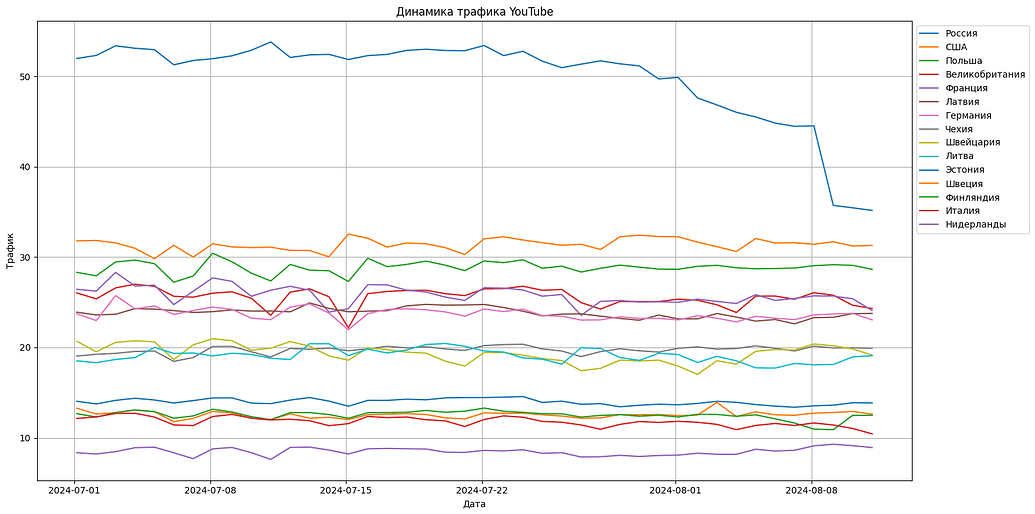 Динамика трафика YouTube
Россия
США
Польша
Великобритания
Франция
Латвия
Германия
Чехия
Швейцария
Литва
Эстония
Швеция
Финляндия
Италия
Нидерланды
Трафик
50
40
30
20
10
2024-07-01
2024-07-08
2024-07-15
2024-07-22
2024-08-01
2024-08-08
Дата